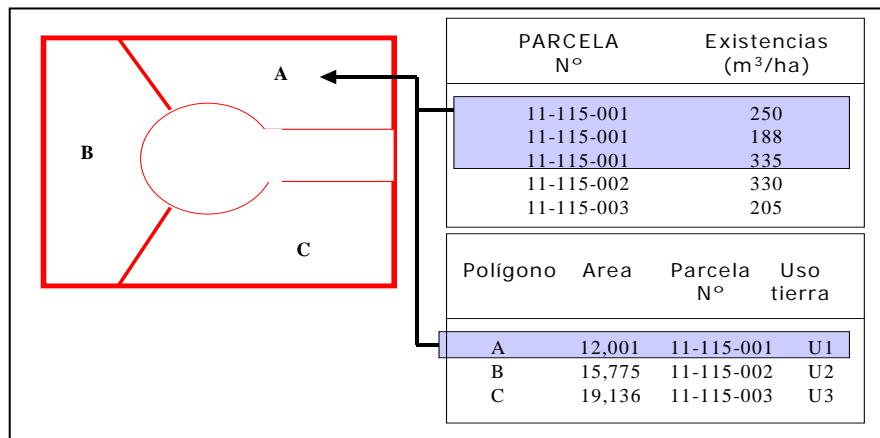 A
B
C
PARCELA Existencias
Nº (m³/ha)
11-115-001 250
11-115-001 188
11-115-001 335
11-115-002 330
11-115-003 205
Polígono Area Parcela Uso
Nº tierra
A 12,001 11-115-001 U1
B 15,775 11-115-002 U2
C 19,136 11-115-003 U3